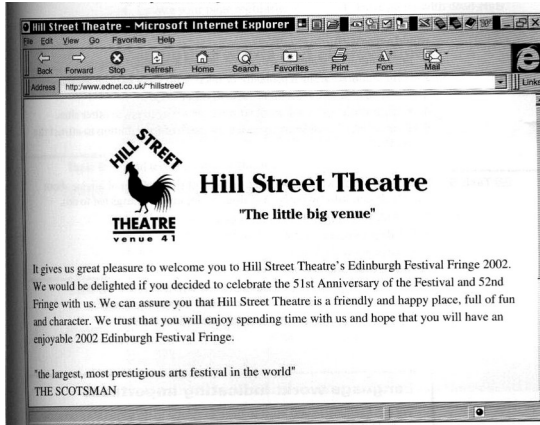 Hill Street Theatre - Microsoft Internet Explorer
File Edit View Go Favorites Help
Back Forward Stop Refresh Home Search Favorites Print Font Mail
Address http:/www.ednet.co.uk/~hillstreet/ Links
HILL STREET
THEATRE
venue 41
Hill Street Theatre
"The little big venue"
It gives us great pleasure to welcome you to Hill Street Theatre's Edinburgh Festival Fringe 2002.
We would be delighted if you decided to celebrate the 51st Anniversary of the Festival and 52nd
Fringe with us. We can assure you that Hill Street Theatre is a friendly and happy place, full of fun
and character. We trust that you will enjoy spending time with us and hope that you will have an
enjoyable 2002 Edinburgh Festival Fringe.
"the largest, most prestigious arts festival in the world"
THE SCOTSMAN